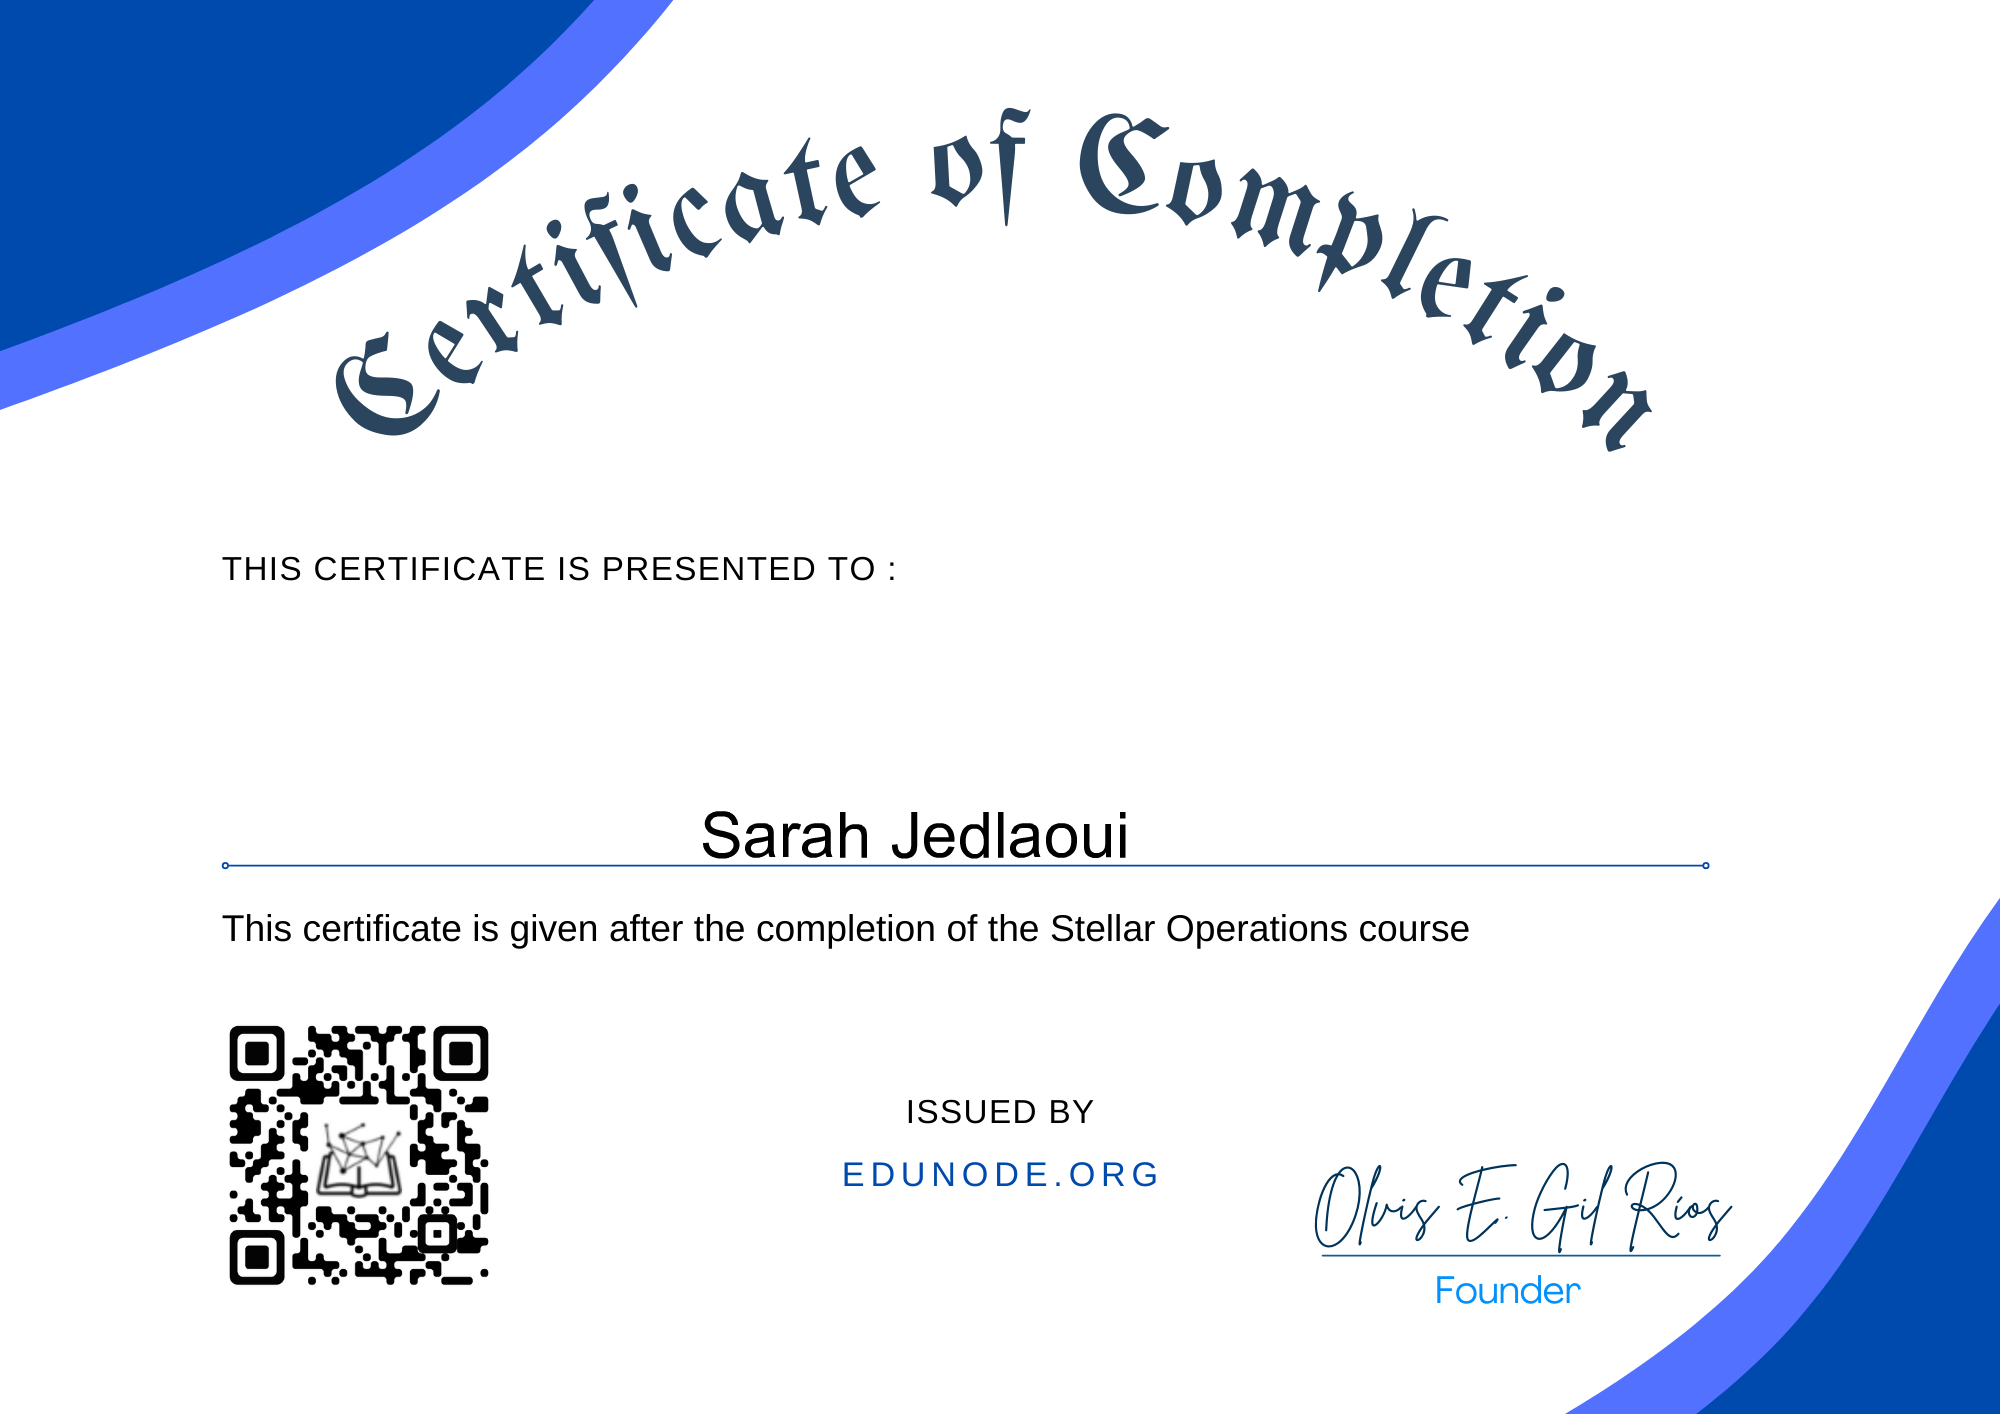 Certificate of Completion
THIS CERTIFICATE IS PRESENTED TO :
Sarah Jedlaoui
This certificate is given after the completion of the Stellar Operations course
ISSUED BY
EDUNODE.ORG
Olvis E. Gil Ríos
Founder